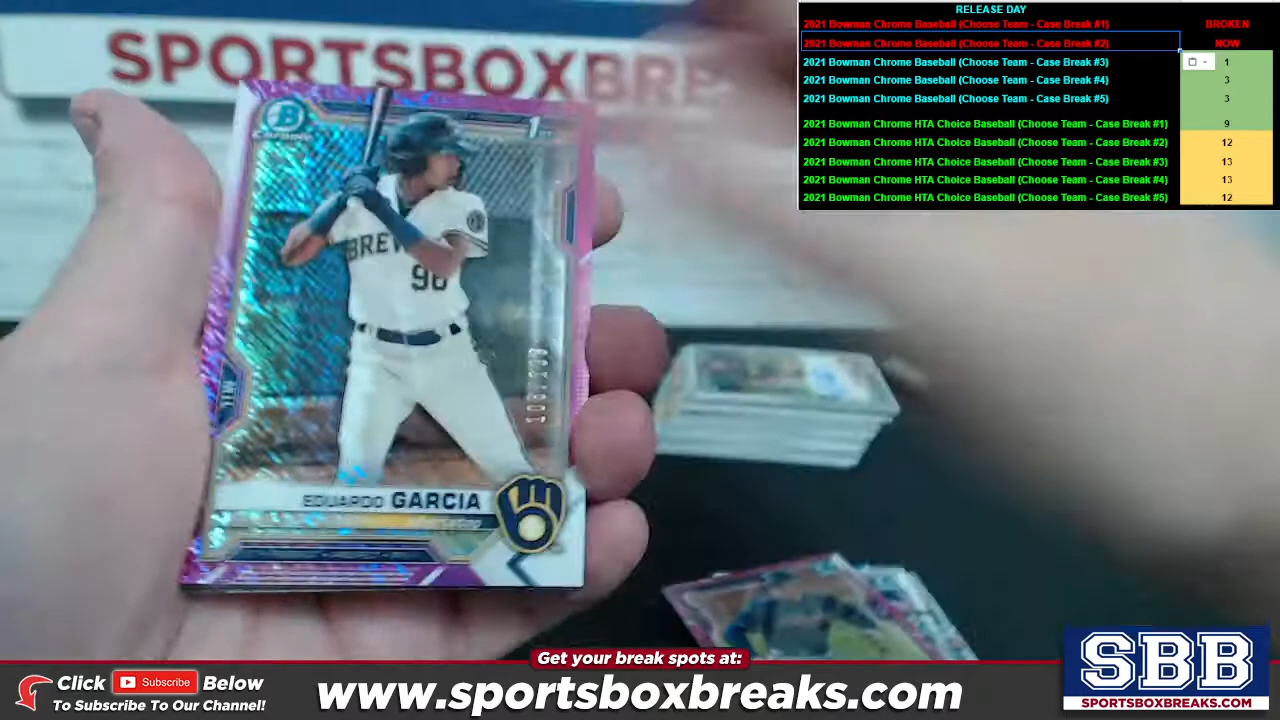 RELEASE DAY
2021 Bowman Chrome Baseball (Choose Team - Case Break #1) BROKEN
2021 Bowman Chrome Baseball (Choose Team - Case Break #2) NOW
2021 Bowman Chrome Baseball (Choose Team - Case Break #3) 1
2021 Bowman Chrome Baseball (Choose Team - Case Break #4) 3
2021 Bowman Chrome Baseball (Choose Team - Case Break #5) 3
2021 Bowman Chrome HTA Choice Baseball (Choose Team - Case Break #1) 9
2021 Bowman Chrome HTA Choice Baseball (Choose Team - Case Break #2) 12
2021 Bowman Chrome HTA Choice Baseball (Choose Team - Case Break #3) 13
2021 Bowman Chrome HTA Choice Baseball (Choose Team - Case Break #4) 13
2021 Bowman Chrome HTA Choice Baseball (Choose Team - Case Break #5) 12
SPORTSBOXBRE
B
1st
BREW
EDUARDO GARCIA
Get your break spots at:
Click Subscribe Below
To Subscribe To Our Channel!
www.sportsboxbreaks.com
SBB
SPORTSBOXBREAKS.COM